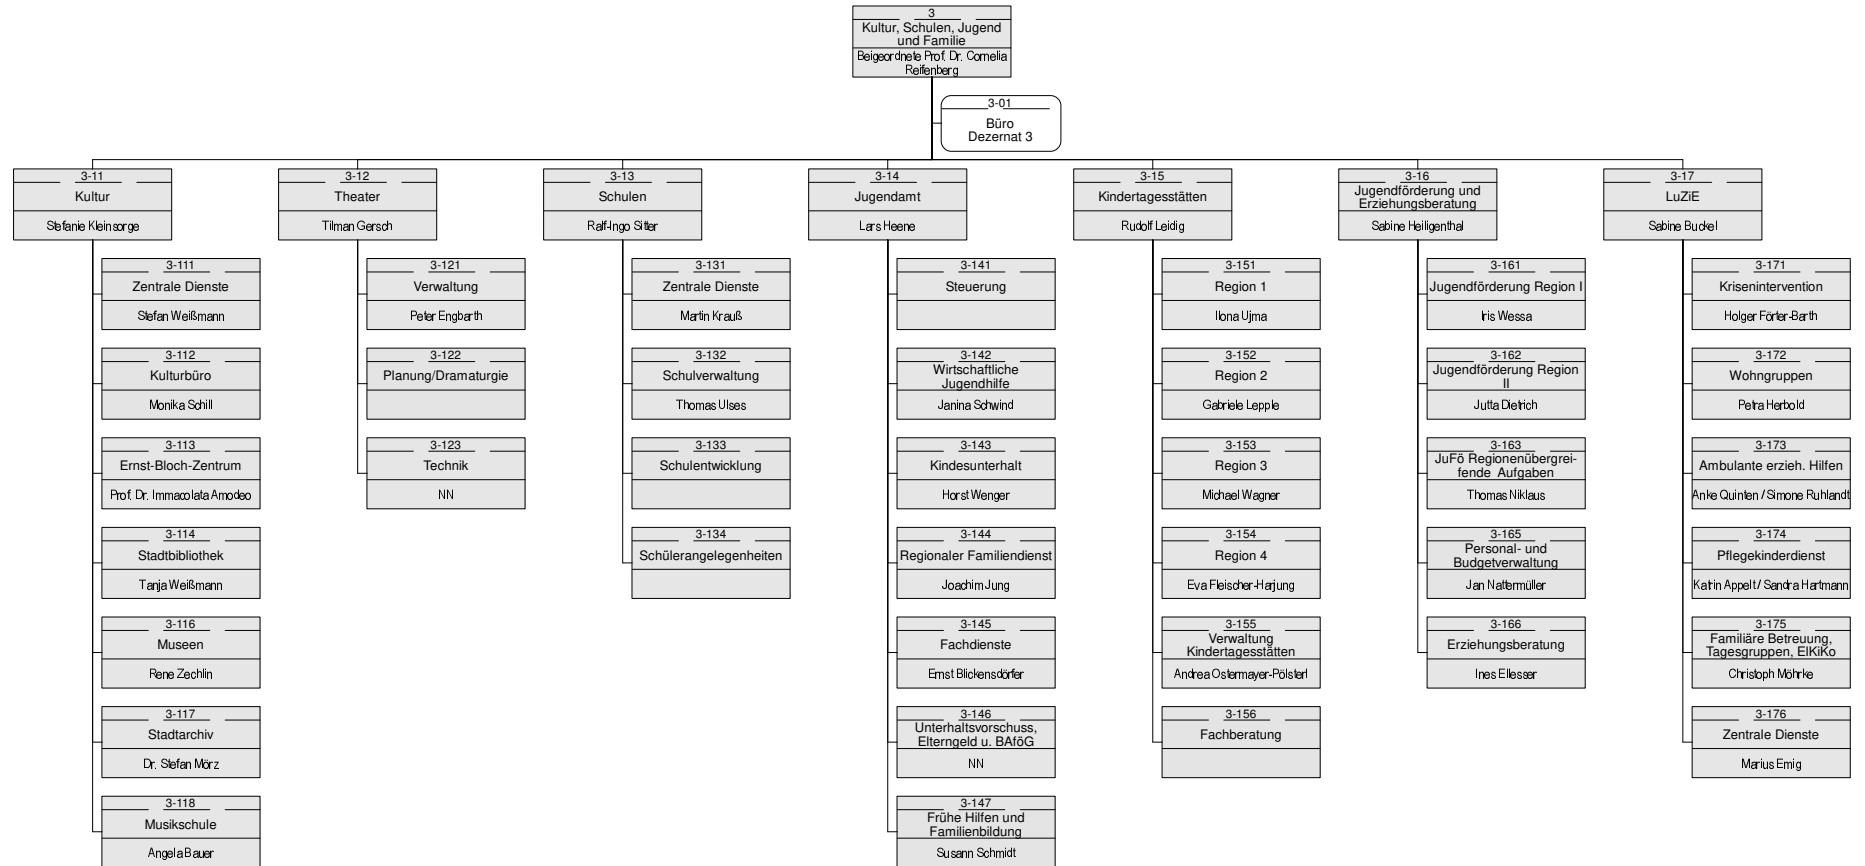 3
Kultur, Schulen, Jugend
und Familie
Beigeordnete Prof. Dr. Cornelia
Reifenberg
3-01
Büro
Dezernat 3
3-11
Kultur
Stefanie Kleinsorge
3-111
Zentrale Dienste
Stefan Weißmann
3-112
Kulturbüro
Monika Schill
3-113
Ernst-Bloch-Zentrum
Prof. Dr. Immacolata Amodeo
3-114
Stadtbibliothek
Tanja Weißmann
3-116
Museen
Rene Zechlin
3-117
Stadtarchiv
Dr. Stefan Mörz
3-118
Musikschule
Angela Bauer
3-12
Theater
Tilman Gersch
3-121
Verwaltung
Peter Engbarth
3-122
Planung/Dramaturgie
3-123
Technik
NN
3-13
Schulen
Ralf-Ingo Sitter
3-131
Zentrale Dienste
Martin Krauß
3-132
Schulverwaltung
Thomas Ulses
3-133
Schulentwicklung
3-134
Schülerangelegenheiten
3-14
Jugendamt
Lars Heene
3-141
Steuerung
3-142
Wirtschaftliche
Jugendhilfe
Janina Schwind
3-143
Kindesunterhalt
Horst Wenger
3-144
Regionaler Familiendienst
Joachim Jung
3-145
Fachdienste
Ernst Blickensdörfer
3-146
Unterhaltsvorschuss,
Elterngeld u. BAföG
NN
3-147
Frühe Hilfen und
Familienbildung
Susann Schmidt
3-15
Kindertagesstätten
Rudolf Leidig
3-151
Region 1
Ilona Ujma
3-152
Region 2
Gabriele Lepple
3-153
Region 3
Michael Wagner
3-154
Region 4
Eva Fleischer-Harjung
3-155
Verwaltung
Kindertagesstätten
Andrea Ostermayer-Pölsterl
3-156
Fachberatung
3-16
Jugendförderung und
Erziehungsberatung
Sabine Heiligenthal
3-161
Jugendförderung Region I
Iris Wessa
3-162
Jugendförderung Region
II
Jutta Dietrich
3-163
JuFö Regionenübergrei-
fende Aufgaben
Thomas Niklaus
3-165
Personal- und
Budgetverwaltung
Jan Nattermüller
3-166
Erziehungsberatung
Ines Ellesser
3-17
LuZiE
Sabine Buckel
3-171
Krisenintervention
Holger Förter-Barth
3-172
Wohngruppen
Petra Herbold
3-173
Ambulante erzieh. Hilfen
Anke Quinten / Simone Ruhlandt
3-174
Pflegekinderdienst
Katrin Appelt / Sandra Hartmann
3-175
Familiäre Betreuung,
Tagesgruppen, ElKiKo
Christoph Möhrke
3-176
Zentrale Dienste
Marius Emig